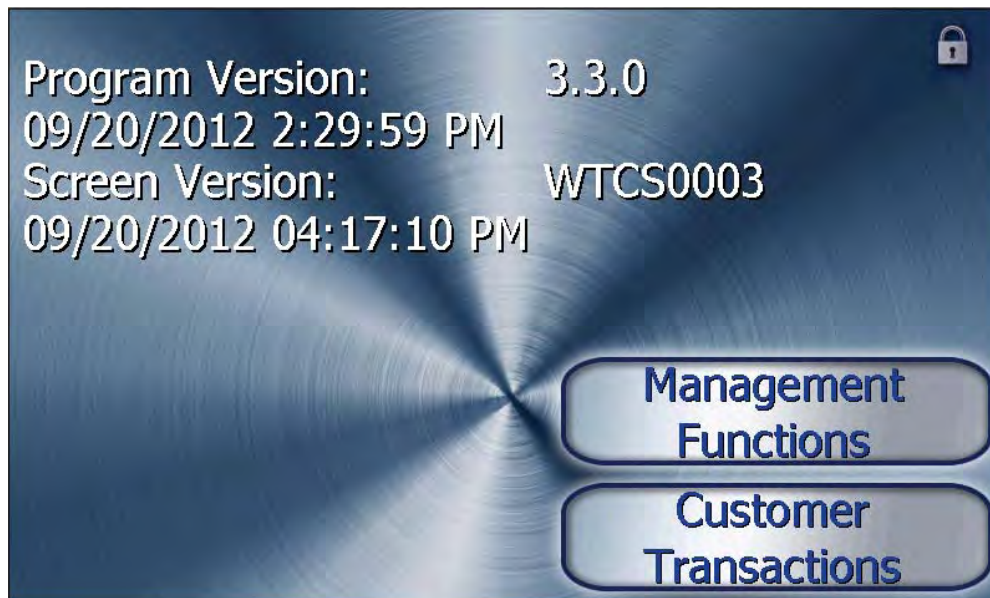 Program Version: 3.3.0
09/20/2012 2:29:59 PM
Screen Version: WTCS0003
09/20/2012 04:17:10 PM
Management
Functions
Customer
Transactions